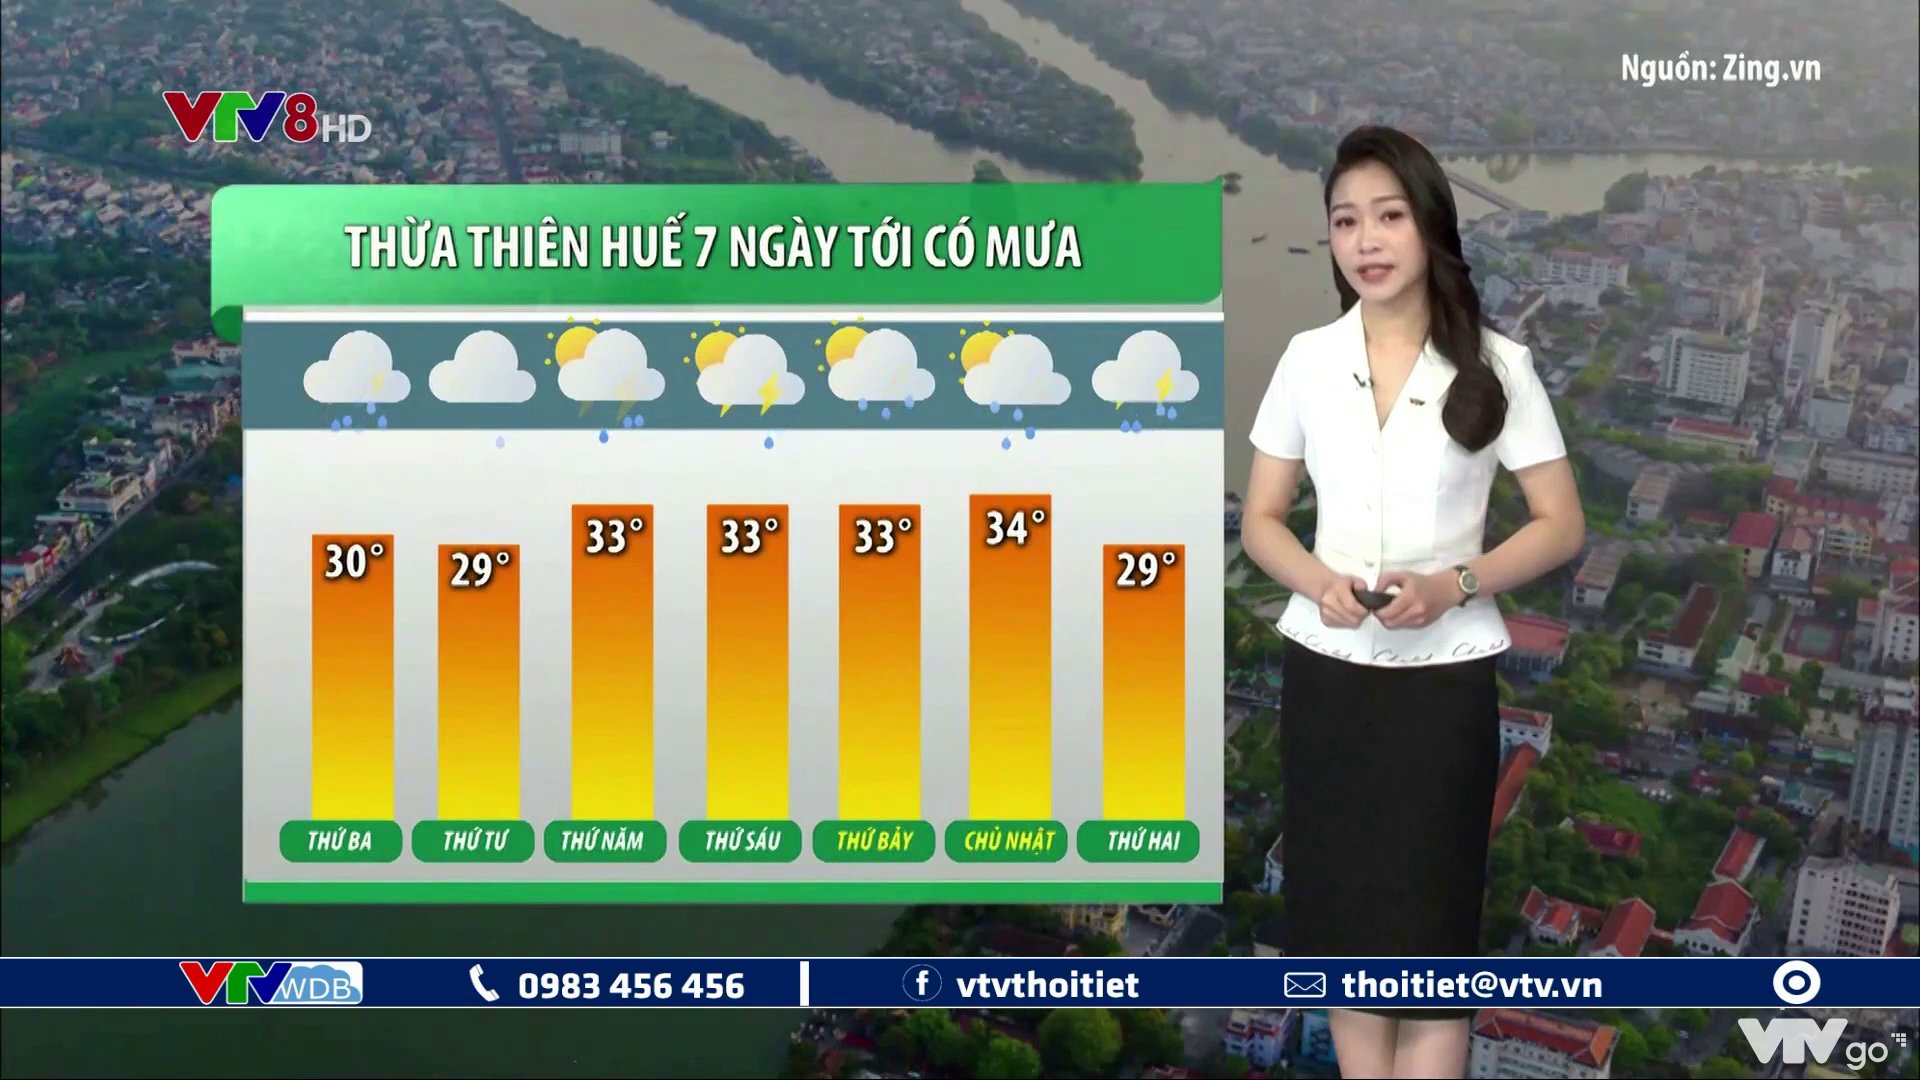 Nguồn: Zing.vn
VTV8 HD
THỪA THIÊN HUẾ 7 NGÀY TỚI CÓ MƯA
30° 29° 33° 33° 33° 34° 29°
THỨ BA THỨ TƯ THỨ NĂM THỨ SÁU THỨ BẢY CHỦ NHẬT THỨ HAI
VTV WDB 0983 456 456 vtvthoitiet thoitiet@vtv.vn
VTV go